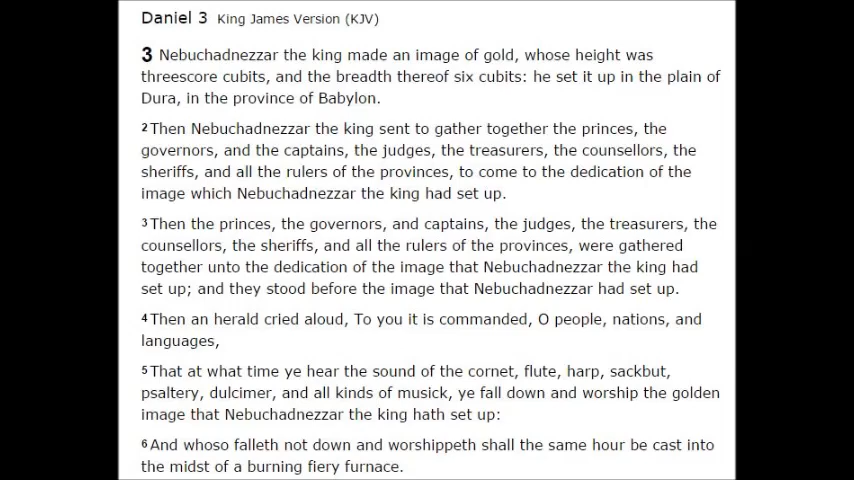 Daniel 3 King James Version (KJV)
3 Nebuchadnezzar the king made an image of gold, whose height was
threescore cubits, and the breadth thereof six cubits: he set it up in the plain of
Dura, in the province of Babylon.
2 Then Nebuchadnezzar the king sent to gather together the princes, the
governors, and the captains, the judges, the treasurers, the counsellors, the
sheriffs, and all the rulers of the provinces, to come to the dedication of the
image which Nebuchadnezzar the king had set up.
3 Then the princes, the governors, and captains, the judges, the treasurers, the
counsellors, the sheriffs, and all the rulers of the provinces, were gathered
together unto the dedication of the image that Nebuchadnezzar the king had
set up; and they stood before the image that Nebuchadnezzar had set up.
4 Then an herald cried aloud, To you it is commanded, O people, nations, and
languages,
5 That at what time ye hear the sound of the cornet, flute, harp, sackbut,
psaltery, dulcimer, and all kinds of musick, ye fall down and worship the golden
image that Nebuchadnezzar the king hath set up:
6 And whoso falleth not down and worshippeth shall the same hour be cast into
the midst of a burning fiery furnace.